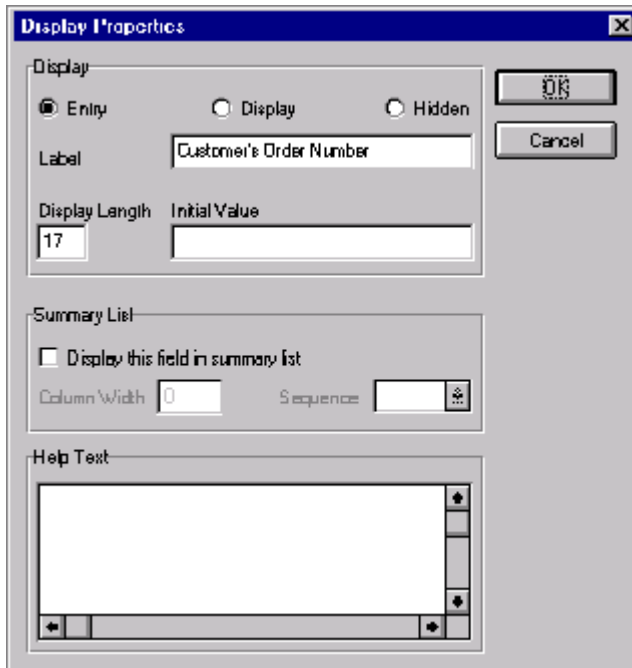 Display Properties
Display
OK
Entry Display Hidden
Cancel
Label Customer's Order Number
Display Length Initial Value
17
Summary List
Display this field in summary list
Column Width 0 Sequence
Help Text